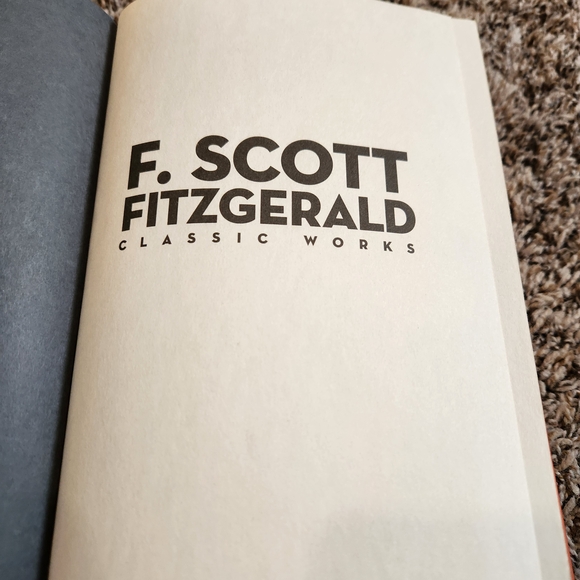 F. SCOTT
FITZGERALD
CLASSIC WORKS